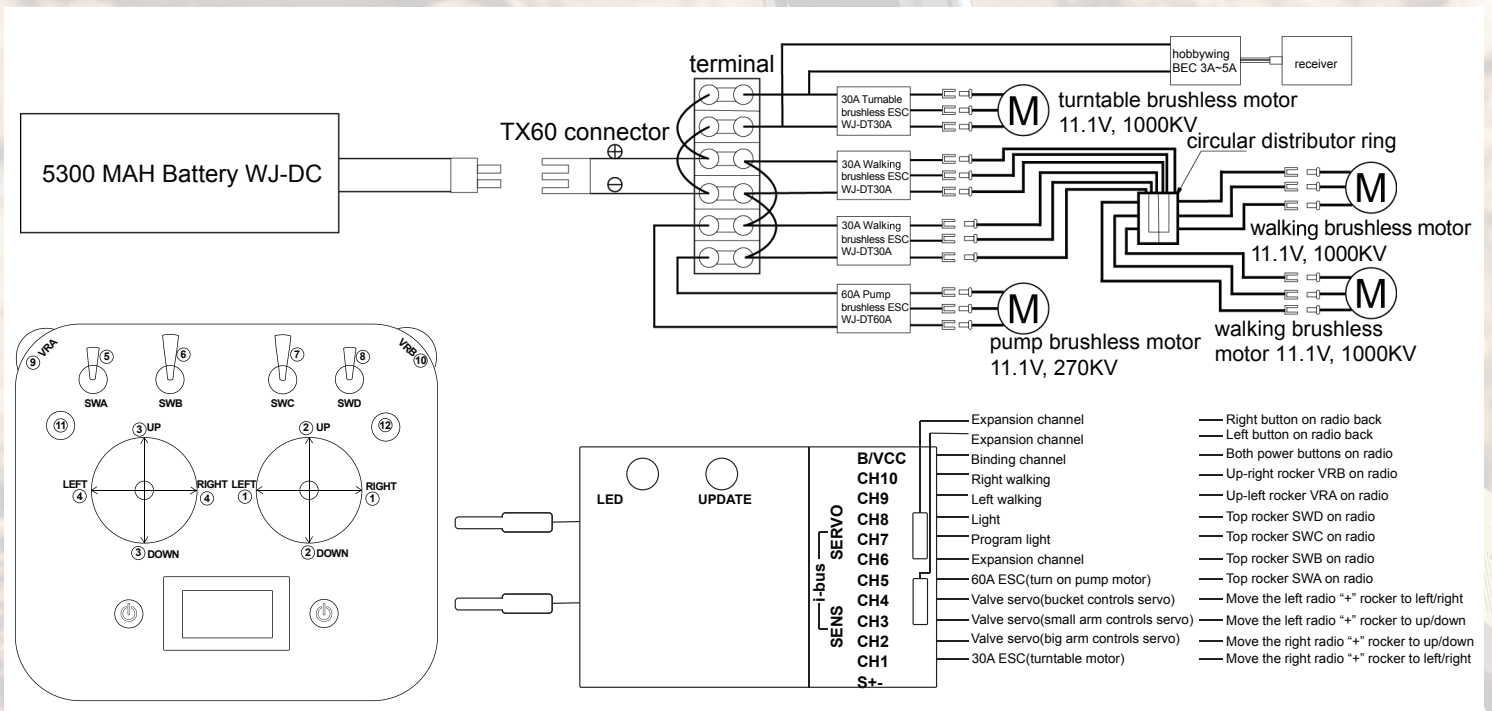 terminal
hobbywing
BEC 3A~5A
receiver
30A Turnable
brushless ESC
WJ-DT30A
M
turntable brushless motor
11.1V, 1000KV
TX60 connector
circular distributor ring
5300 MAH Battery WJ-DC
30A Walking
brushless ESC
WJ-DT30A
M
walking brushless motor
11.1V, 1000KV
30A Walking
brushless ESC
WJ-DT30A
M
walking brushless
motor 11.1V, 1000KV
60A Pump
brushless ESC
WJ-DT60A
M
pump brushless motor
11.1V, 270KV
9 VRA
5
6
7
8
VRB 10
SWA
SWB
SWC
SWD
11
12
3 UP
2 UP
LEFT
4
RIGHT
4
LEFT
1
RIGHT
1
3 DOWN
2 DOWN
LED
UPDATE
SERVO
i-bus
SENS
Expansion channel — Right button on radio back
Expansion channel — Left button on radio back
B/VCC Binding channel — Both power buttons on radio
CH10 Right walking — Up-right rocker VRB on radio
CH9 Left walking — Up-left rocker VRA on radio
CH8 Light — Top rocker SWD on radio
CH7 Program light — Top rocker SWC on radio
CH6 Expansion channel — Top rocker SWB on radio
CH5 60A ESC(turn on pump motor) — Top rocker SWA on radio
CH4 Valve servo(bucket controls servo) — Move the left radio “+” rocker to left/right
CH3 Valve servo(small arm controls servo) — Move the left radio “+” rocker to up/down
CH2 Valve servo(big arm controls servo) — Move the right radio “+” rocker to up/down
CH1 30A ESC(turntable motor) — Move the right radio “+” rocker to left/right
S+-